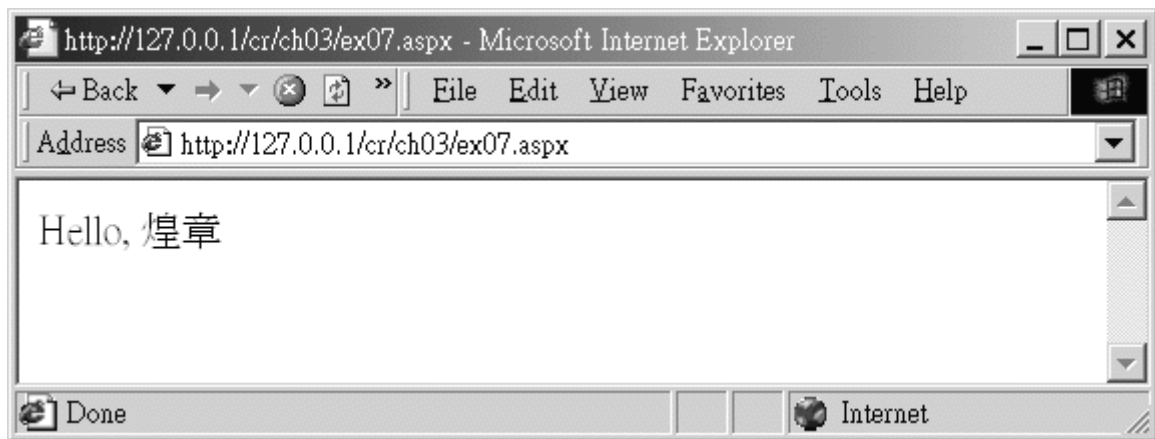 http://127.0.0.1/cr/ch03/ex07.aspx - Microsoft Internet Explorer
Back » File Edit View Favorites Tools Help
Address http://127.0.0.1/cr/ch03/ex07.aspx
Hello, 煌章
Done Internet